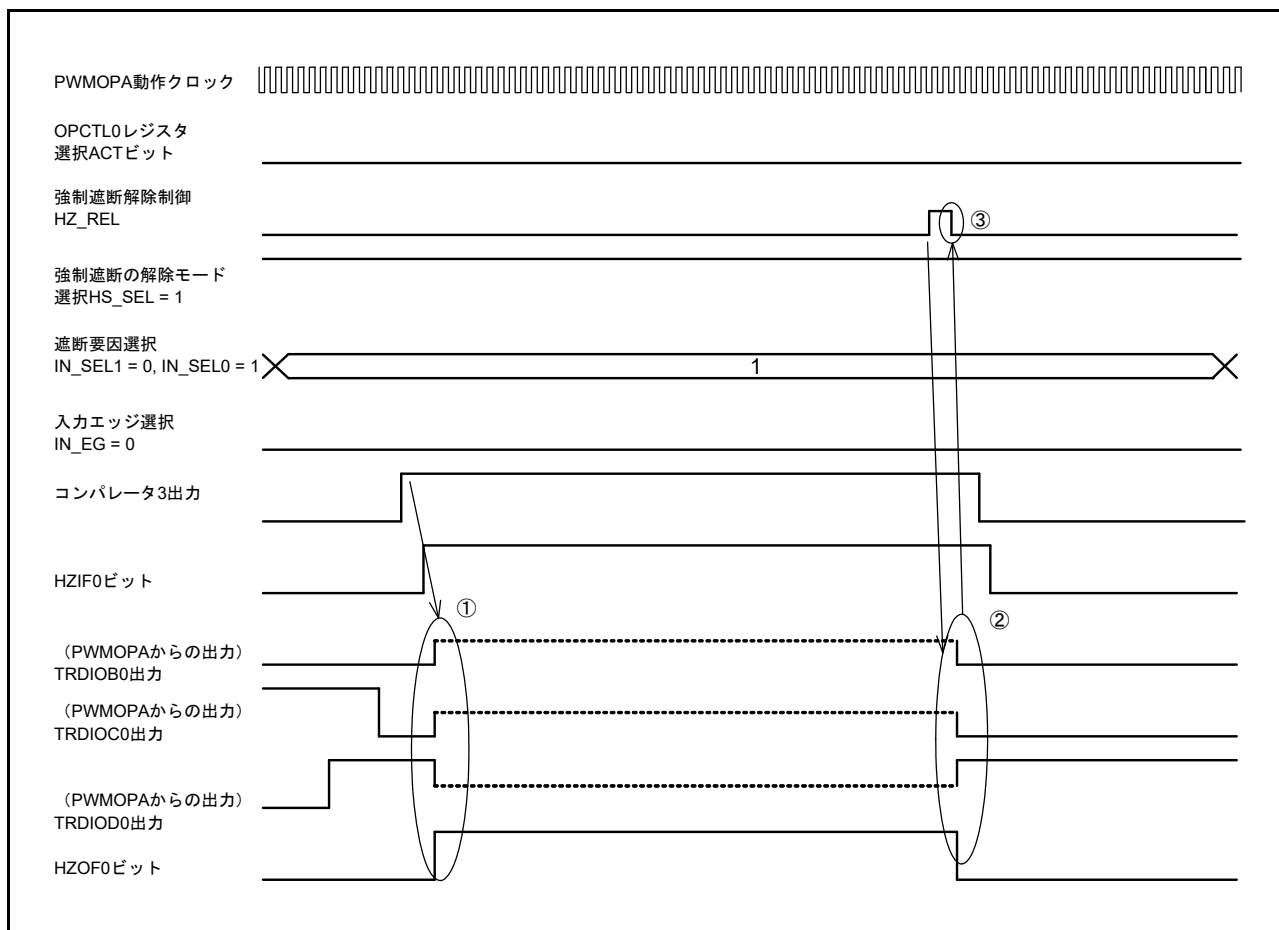 PWMOPA動作クロック
OPCTL0レジスタ
選択ACTビット
強制遮断解除制御
HZ_REL
③
強制遮断の解除モード
選択HS_SEL = 1
遮断要因選択
IN_SEL1 = 0, IN_SEL0 = 1
1
入力エッジ選択
IN_EG = 0
コンパレータ3出力
HZIF0ビット
①
②
（PWMOPAからの出力）
TRDIOB0出力
（PWMOPAからの出力）
TRDIOC0出力
（PWMOPAからの出力）
TRDIOD0出力
HZOF0ビット